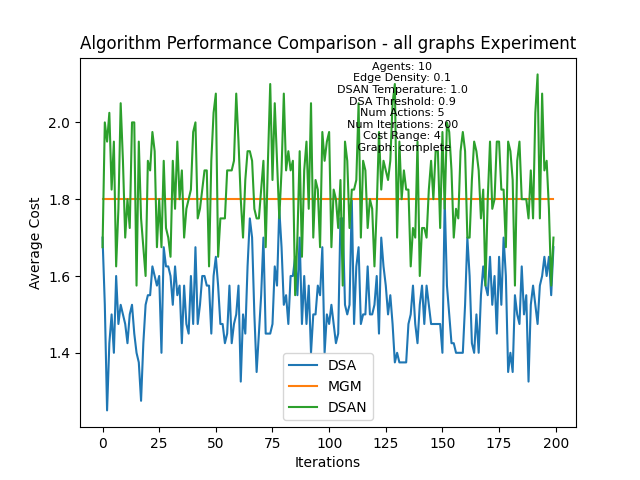 Algorithm Performance Comparison - all graphs Experiment
Agents: 10
Edge Density: 0.1
DSAN Temperature: 1.0
DSA Threshold: 0.9
Num Actions: 5
Num Iterations: 200
Cost Range: 4
Graph: complete
Average Cost
2.0
1.8
1.6
1.4
DSA
MGM
DSAN
0 25 50 75 100 125 150 175 200
Iterations